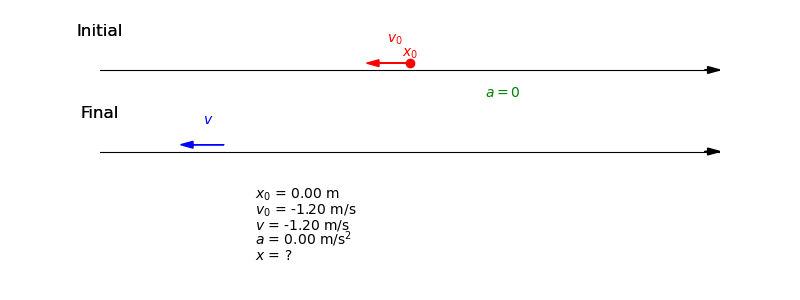 Initial
v₀
x₀
a = 0
Final
v
x₀ = 0.00 m
v₀ = -1.20 m/s
v = -1.20 m/s
a = 0.00 m/s²
x = ?